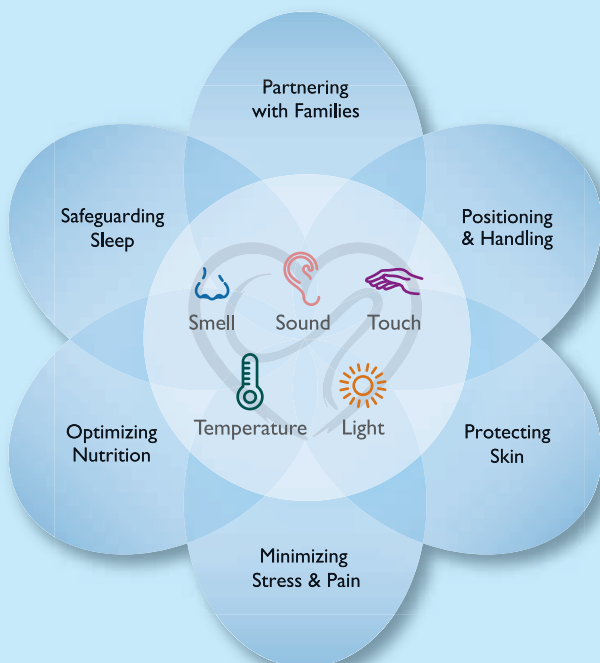 Partnering
with Families
Safeguarding
Sleep
Positioning
& Handling
Smell
Sound
Touch
Temperature
Light
Optimizing
Nutrition
Protecting
Skin
Minimizing
Stress & Pain